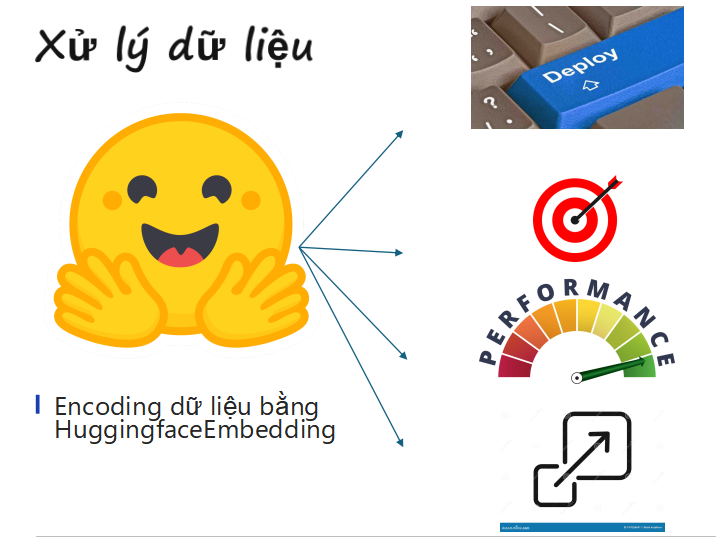 Xử lý dữ liệu
Deploy
PERFORMANCE
Encoding dữ liệu bằng
HuggingfaceEmbedding